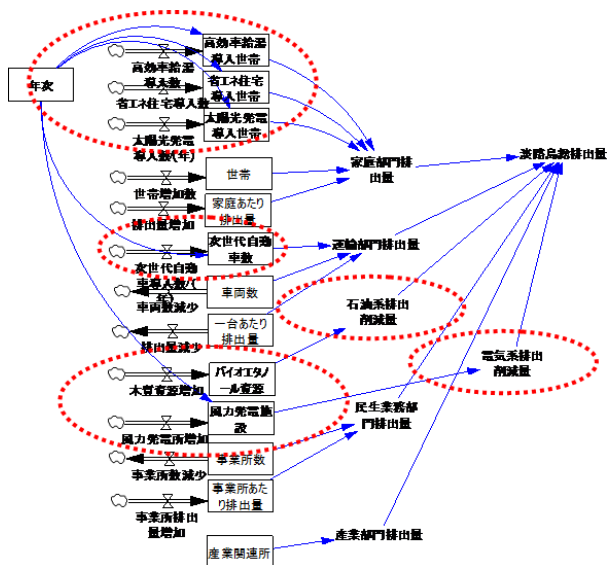 高効率給湯
導入世帯
高効率給湯
導入数
年次
省エネ住宅
導入世帯
省エネ住宅導入数
太陽光発電
導入世帯
太陽光発電
導入数(年)
家庭部門排
出量
淡路島総排出量
世帯
世帯増加数
家庭あたり
排出量
排出量増加
次世代自動
車数
運輸部門排出量
次世代自動
車導入数(
年)
車両数
車両数減少
石油系排出
削減量
一台あたり
排出量
排出量減少
電気系排出
削減量
バイオエタノ
ール資源
木質資源増加
風力発電施
設
民生業務部
門排出量
風力発電所増加
事業所数
事業所数減少
事業所あた
り排出量
事業所排出
量増加
産業部門排出量
産業関連所